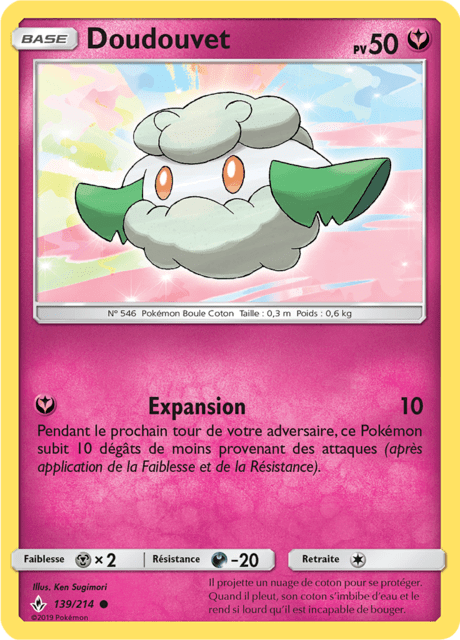 BASE Doudouvet PV50
N° 546 Pokémon Boule Coton Taille : 0,3 m Poids : 0,6 kg
Expansion 10
Pendant le prochain tour de votre adversaire, ce Pokémon
subit 10 dégâts de moins provenant des attaques (après
application de la Faiblesse et de la Résistance).
Faiblesse ×2 Résistance -20 Retraite
Illus. Ken Sugimori
139/214
©2019 Pokémon
Il projette un nuage de coton pour se protéger.
Quand il pleut, son coton s'imbibe d'eau et le
rend si lourd qu'il est incapable de bouger.